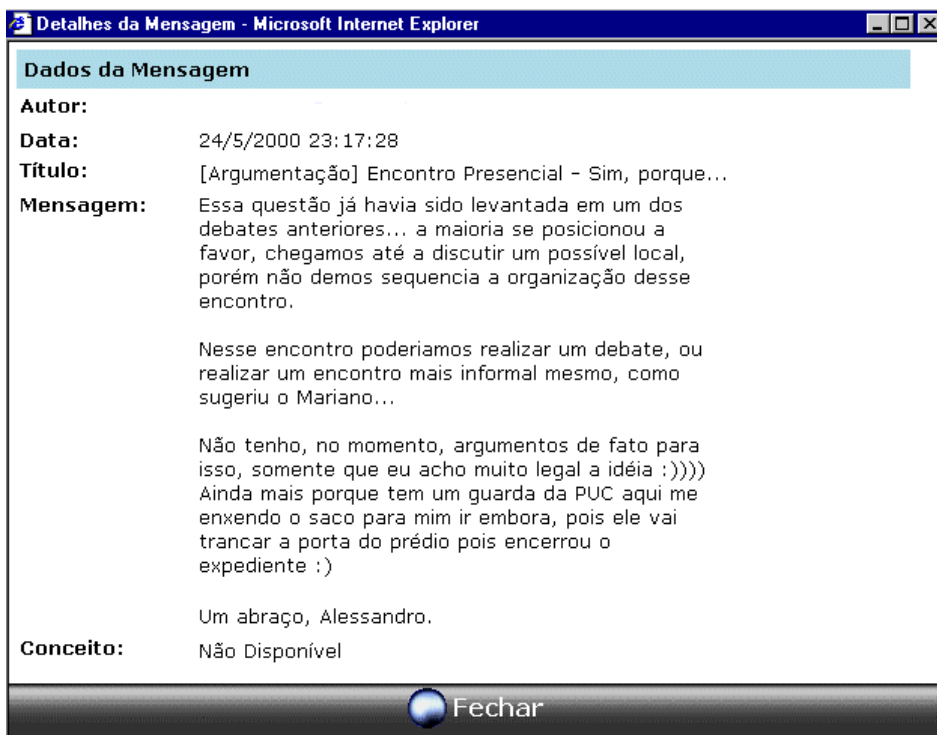 Detalhes da Mensagem - Microsoft Internet Explorer
Dados da Mensagem
Autor:
Data: 24/5/2000 23:17:28
Título: [Argumentação] Encontro Presencial - Sim, porque...
Mensagem: Essa questão já havia sido levantada em um dos
debates anteriores... a maioria se posicionou a
favor, chegamos até a discutir um possível local,
porém não demos sequencia a organização desse
encontro.
Nesse encontro poderiamos realizar um debate, ou
realizar um encontro mais informal mesmo, como
sugeriu o Mariano...
Não tenho, no momento, argumentos de fato para
isso, somente que eu acho muito legal a idéia :))))
Ainda mais porque tem um guarda da PUC aqui me
enxendo o saco para mim ir embora, pois ele vai
trancar a porta do prédio pois encerrou o
expediente :)
Um abraço, Alessandro.
Conceito: Não Disponível
Fechar